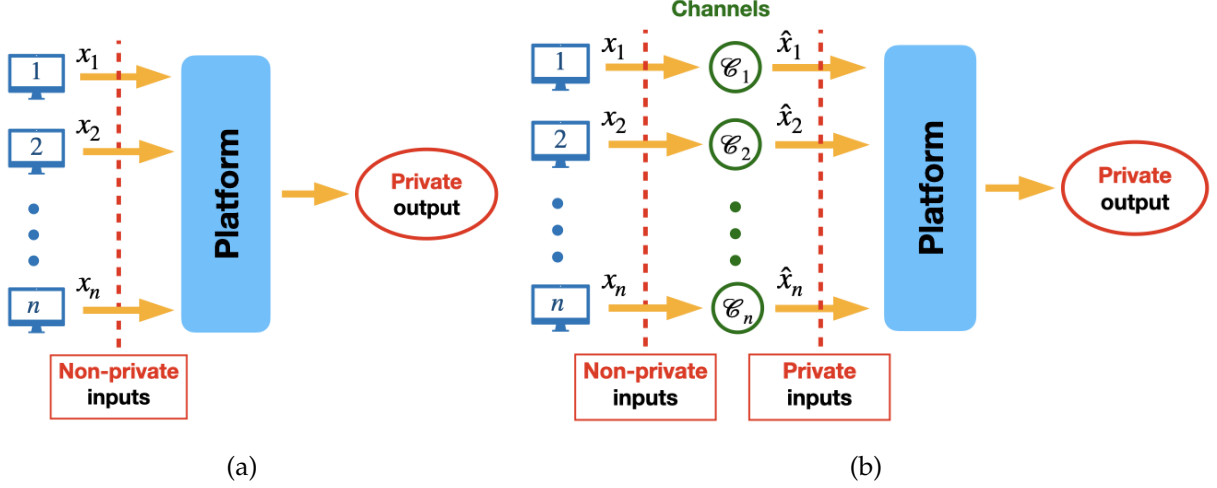 1
x₁
2
x₂
n
xₙ
Platform
Private
output
Non-private
inputs
(a)
Channels
1
x₁
𝒞₁
x̂₁
2
x₂
𝒞₂
x̂₂
n
xₙ
𝒞ₙ
x̂ₙ
Platform
Private
output
Non-private
inputs
Private
inputs
(b)